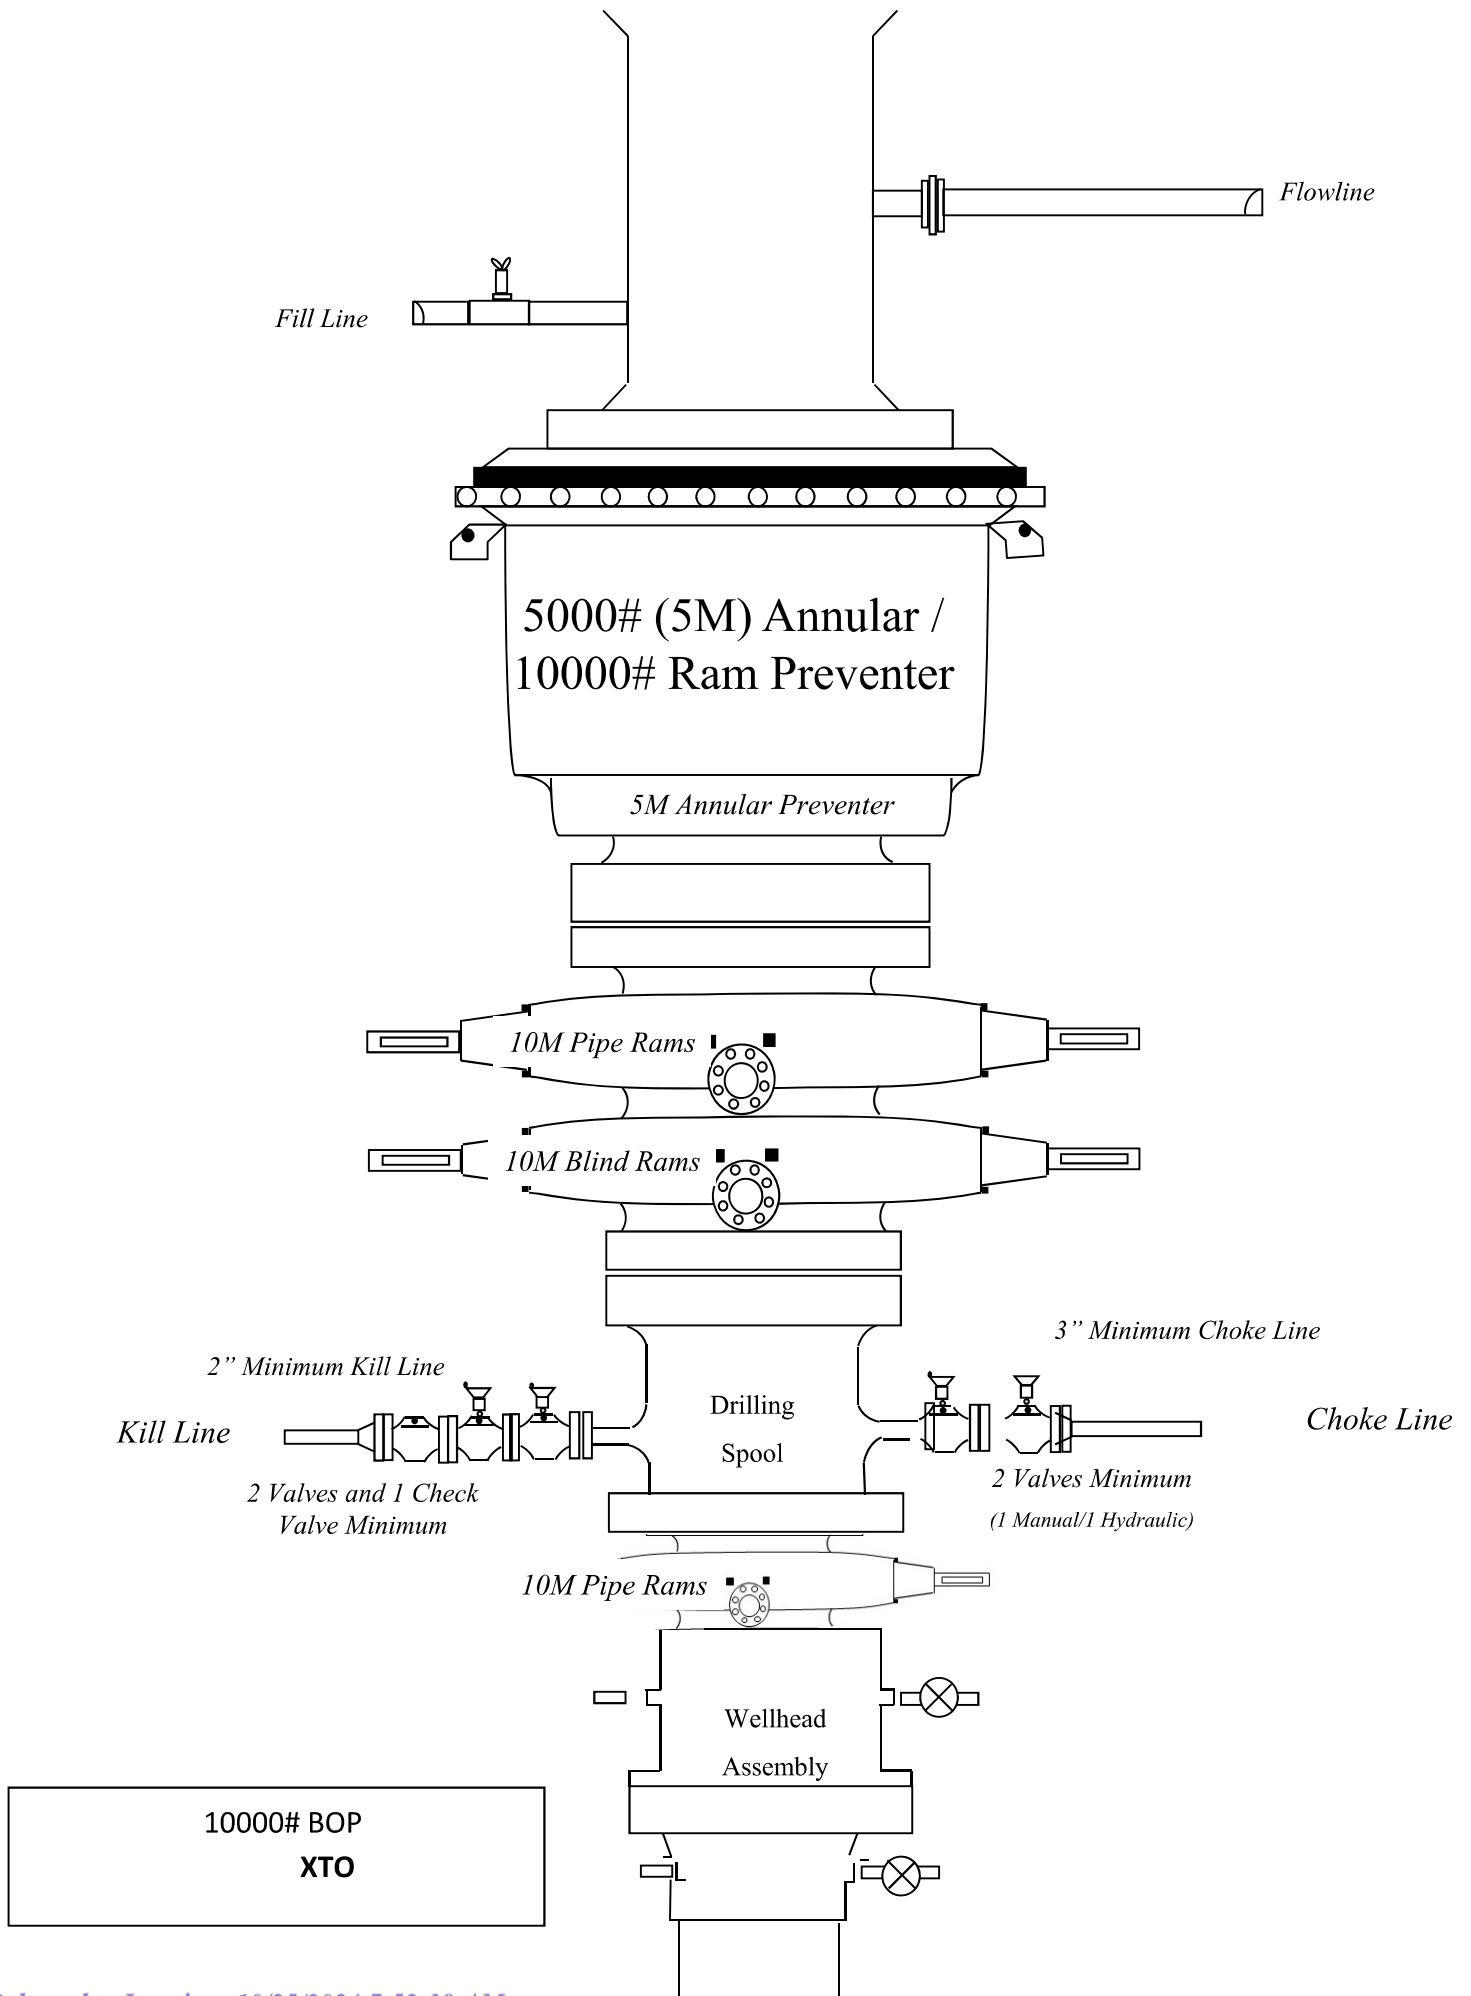 Flowline
Fill Line
5000# (5M) Annular /
10000# Ram Preventer
5M Annular Preventer
10M Pipe Rams
10M Blind Rams
3” Minimum Choke Line
2” Minimum Kill Line
Drilling
Spool
Kill Line
Choke Line
2 Valves and 1 Check
Valve Minimum
2 Valves Minimum
(1 Manual/1 Hydraulic)
10M Pipe Rams
Wellhead
Assembly
10000# BOP
XTO